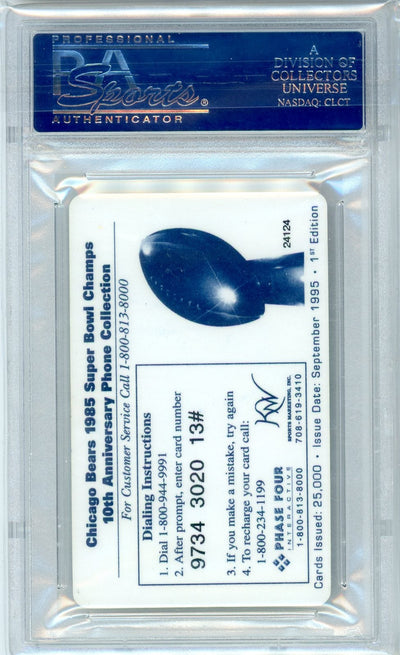 PROFESSIONAL
PSA
Sports®
AUTHENTICATOR
A
DIVISION OF
COLLECTORS
UNIVERSE
NASDAQ: CLCT
Chicago Bears 1985 Super Bowl Champs
10th Anniversary Phone Collection
For Customer Service Call 1-800-813-8000
24124
Dialing Instructions
1. Dial 1-800-944-9991
2. After prompt, enter card number
9734 3020 13#
3. If you make a mistake, try again
4. To recharge your card call:
1-800-234-1199
PHASE FOUR
INTERACTIVE
1-800-813-8000
SPORTS MARKETING, INC.
708-619-3410
Cards Issued: 25,000 · Issue Date: September 1995 · 1st Edition